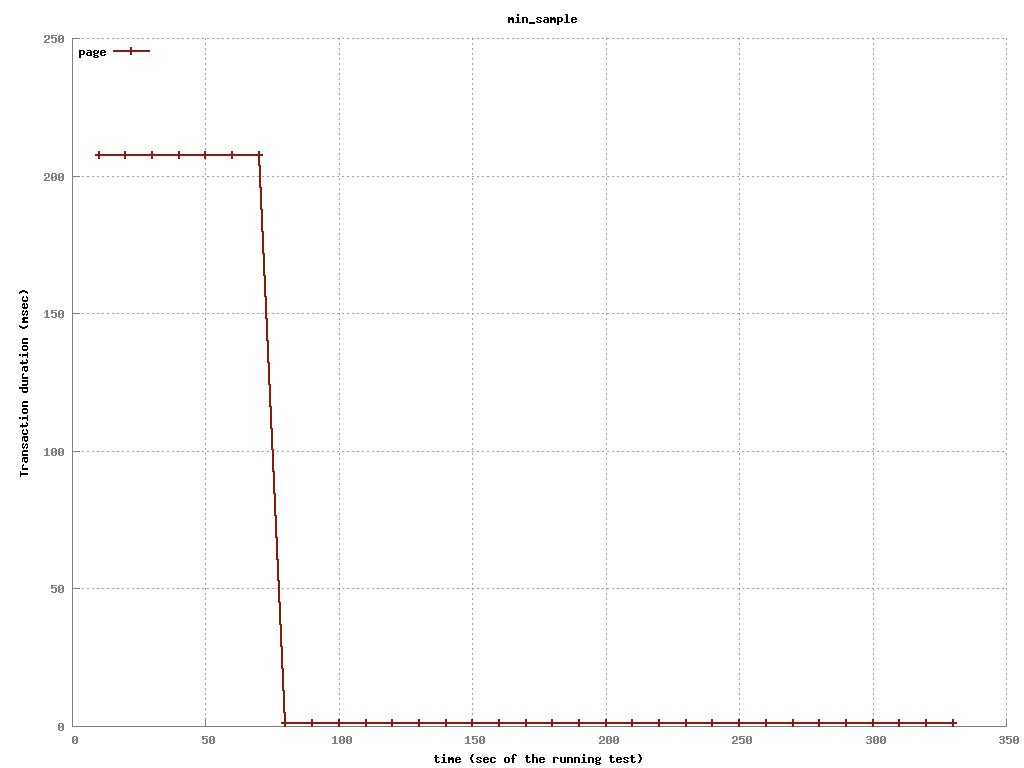 min_sample
250
page
200
150
100
50
0
Transaction duration (msec)
0 50 100 150 200 250 300 350
time (sec of the running test)